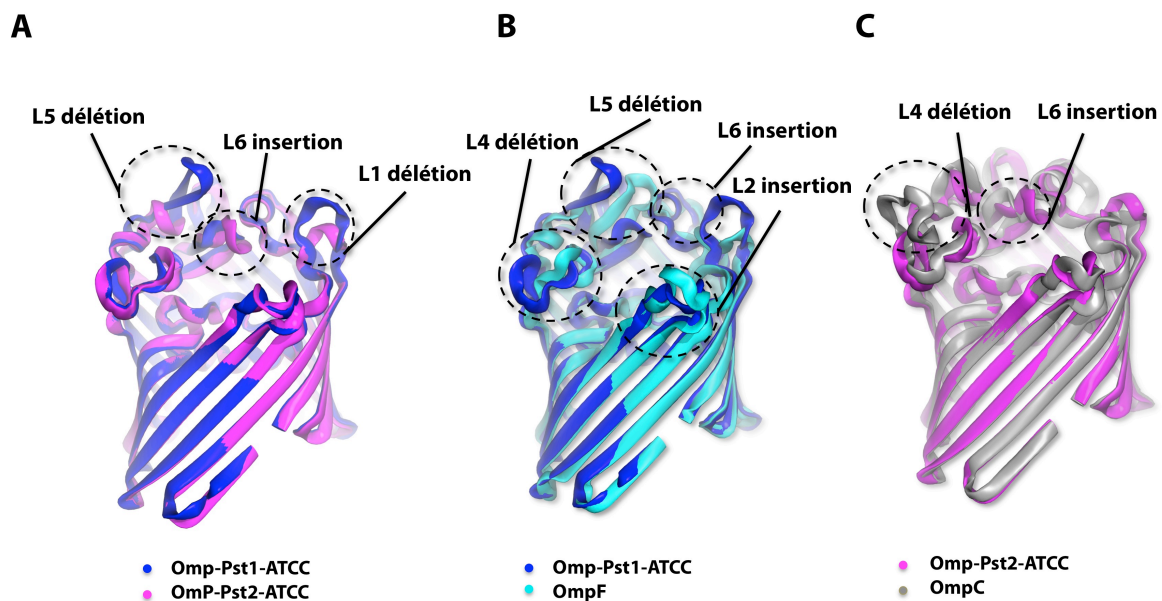 A
L5 délétion
L6 insertion
L1 délétion
Omp-Pst1-ATCC
OmP-Pst2-ATCC
B
L5 délétion
L4 délétion
L6 insertion
L2 insertion
Omp-Pst1-ATCC
OmpF
C
L4 délétion
L6 insertion
Omp-Pst2-ATCC
OmpC